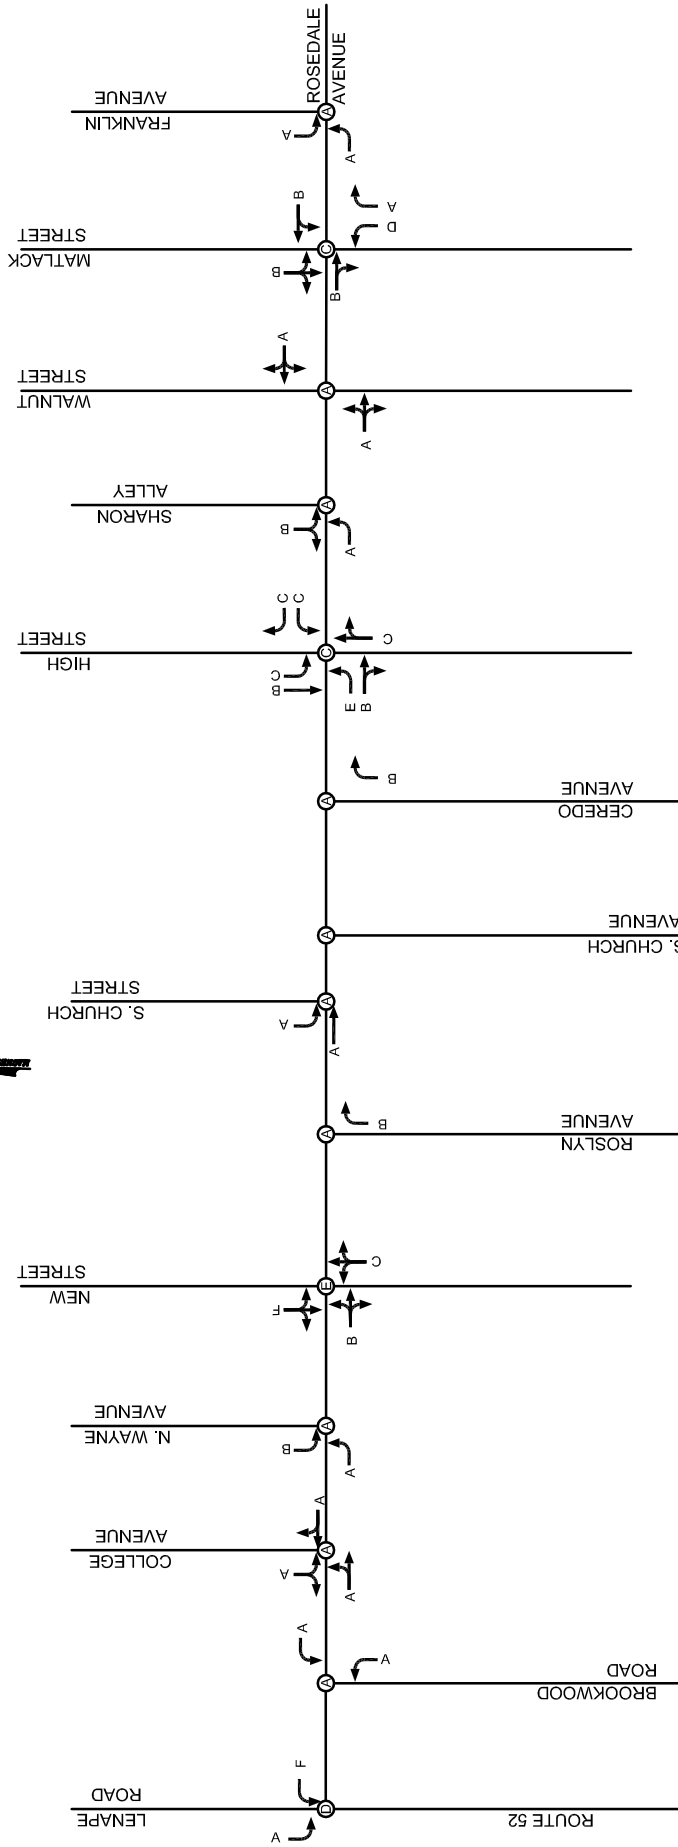 ROSEDALE
AVENUE
FRANKLIN
AVENUE
A
A
A
MATLACK
STREET
B
A
D
C
B
B
WALNUT
STREET
A
A
A
SHARON
ALLEY
A
B
A
HIGH
STREET
C
C
C
C
C
B
E
B
CEREDO
AVENUE
B
A
S. CHURCH
AVENUE
A
S. CHURCH
STREET
A
A
A
ROSLYN
AVENUE
B
A
NEW
STREET
C
E
F
B
N. WAYNE
AVENUE
A
B
A
COLLEGE
AVENUE
A
A
A
A
BROOKWOOD
ROAD
A
A
A
LENAPE
ROAD
F
D
A
ROUTE 52